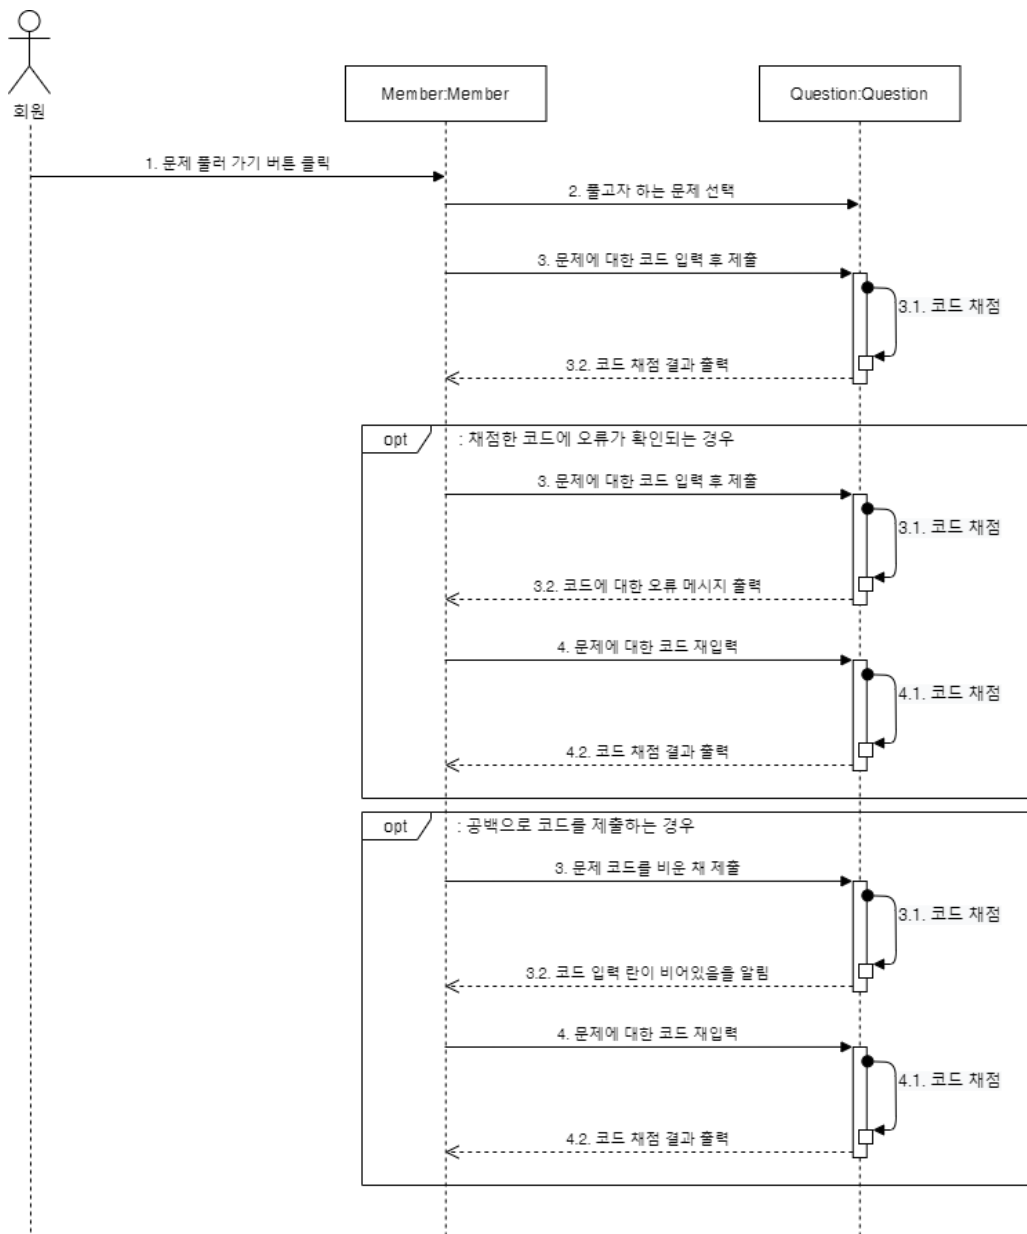 회원
Member:Member
Question:Question
1. 문제 풀러 가기 버튼 클릭
2. 풀고자 하는 문제 선택
3. 문제에 대한 코드 입력 후 제출
3.1. 코드 채점
3.2. 코드 채점 결과 출력
opt : 채점한 코드에 오류가 확인되는 경우
3. 문제에 대한 코드 입력 후 제출
3.1. 코드 채점
3.2. 코드에 대한 오류 메시지 출력
4. 문제에 대한 코드 재입력
4.1. 코드 채점
4.2. 코드 채점 결과 출력
opt : 공백으로 코드를 제출하는 경우
3. 문제 코드를 비운 채 제출
3.1. 코드 채점
3.2. 코드 입력 란이 비어있음을 알림
4. 문제에 대한 코드 재입력
4.1. 코드 채점
4.2. 코드 채점 결과 출력